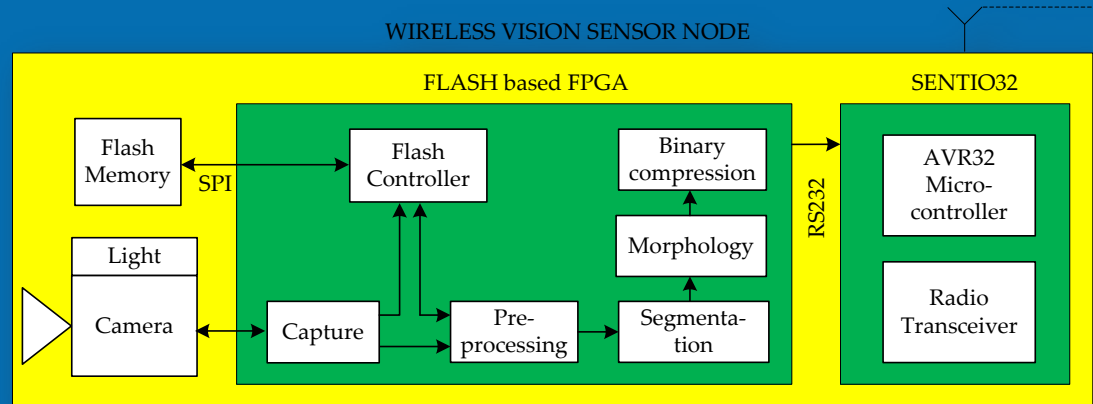 WIRELESS VISION SENSOR NODE
FLASH based FPGA
SENTIO32
Flash
Memory
SPI
Flash
Controller
Binary
compression
RS232
AVR32
Micro-
controller
Light
Camera
Capture
Pre-
processing
Morphology
Segmenta-
tion
Radio
Transceiver